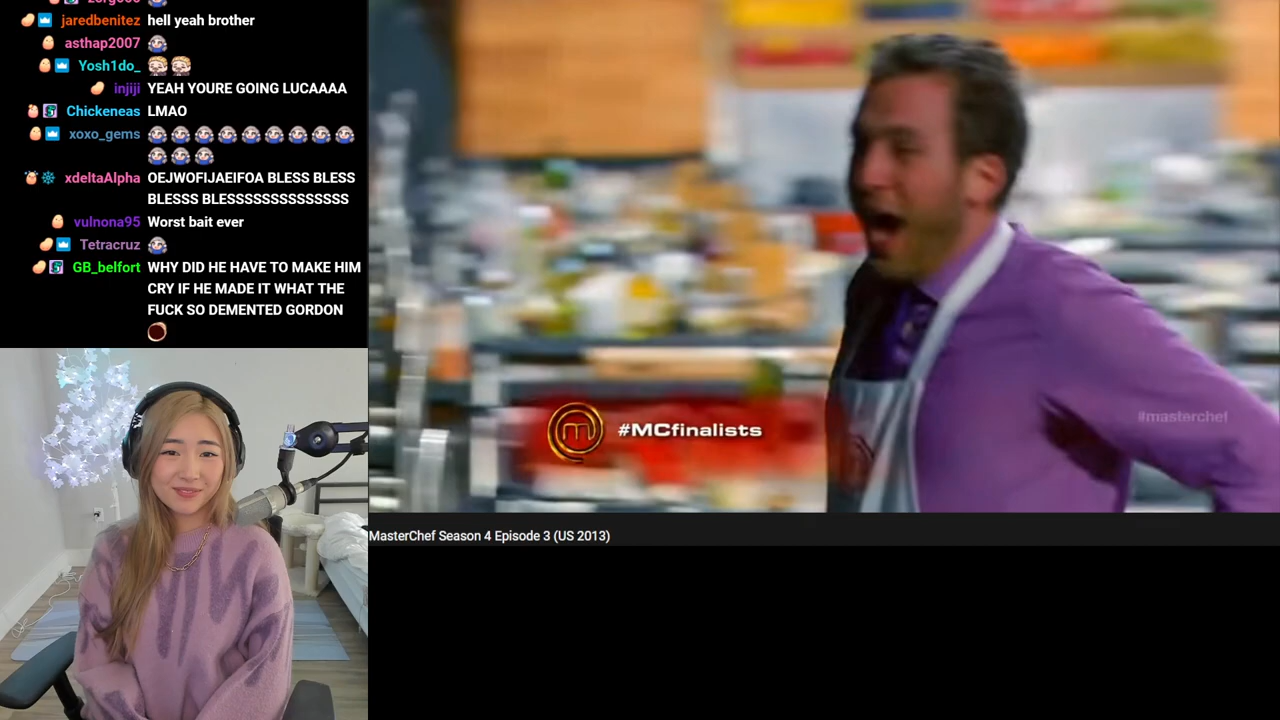 jaredbenitez hell yeah brother
asthap2007
Yosh1do_
injiji YEAH YOURE GOING LUCAAAA
Chickeneas LMAO
xoxo_gems
xdeltaAlpha OEJWOFIJAEIFOA BLESS BLESS
BLESSS BLESSSSSSSSSSSSSS
vulnona95 Worst bait ever
Tetracruz
GB_belfort WHY DID HE HAVE TO MAKE HIM
CRY IF HE MADE IT WHAT THE
FUCK SO DEMENTED GORDON
#MCfinalists
#masterchef
MasterChef Season 4 Episode 3 (US 2013)